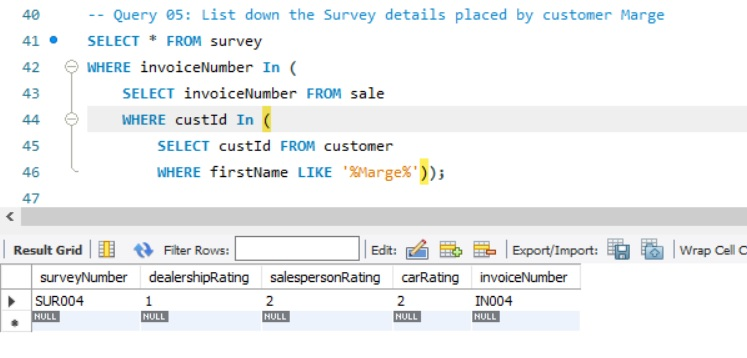 40 -- Query 05: List down the Survey details placed by customer Marge
41 SELECT * FROM survey
42 WHERE invoiceNumber In (
43 SELECT invoiceNumber FROM sale
44 WHERE custId In (
45 SELECT custId FROM customer
46 WHERE firstName LIKE '%Marge%'));
47
Result Grid Filter Rows: Edit: Export/Import: Wrap Cell C
surveyNumber dealershipRating salespersonRating carRating invoiceNumber
SUR004 1 2 2 IN004
NULL NULL NULL NULL NULL